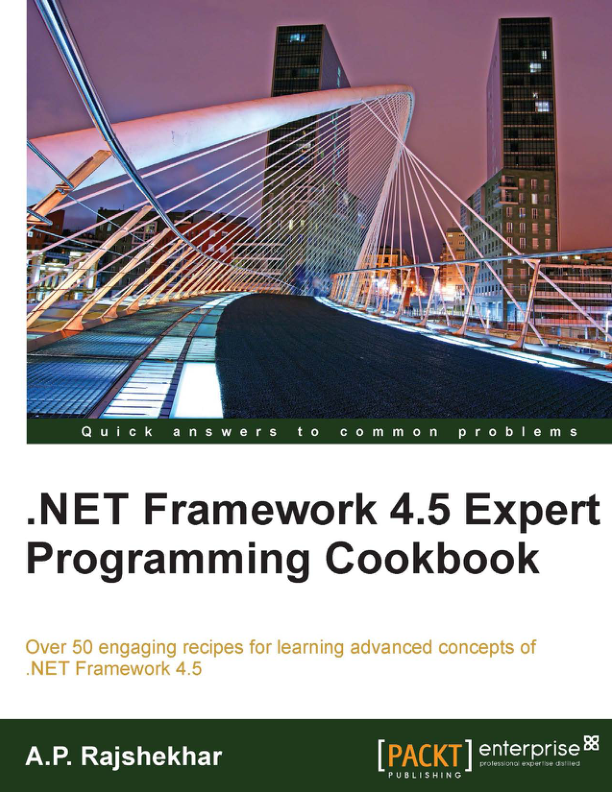 Quick answers to common problems
.NET Framework 4.5 Expert
Programming Cookbook
Over 50 engaging recipes for learning advanced concepts of
.NET Framework 4.5
A.P. Rajshekhar
[PACKT] enterprise
PUBLISHING
professional expertise distilled